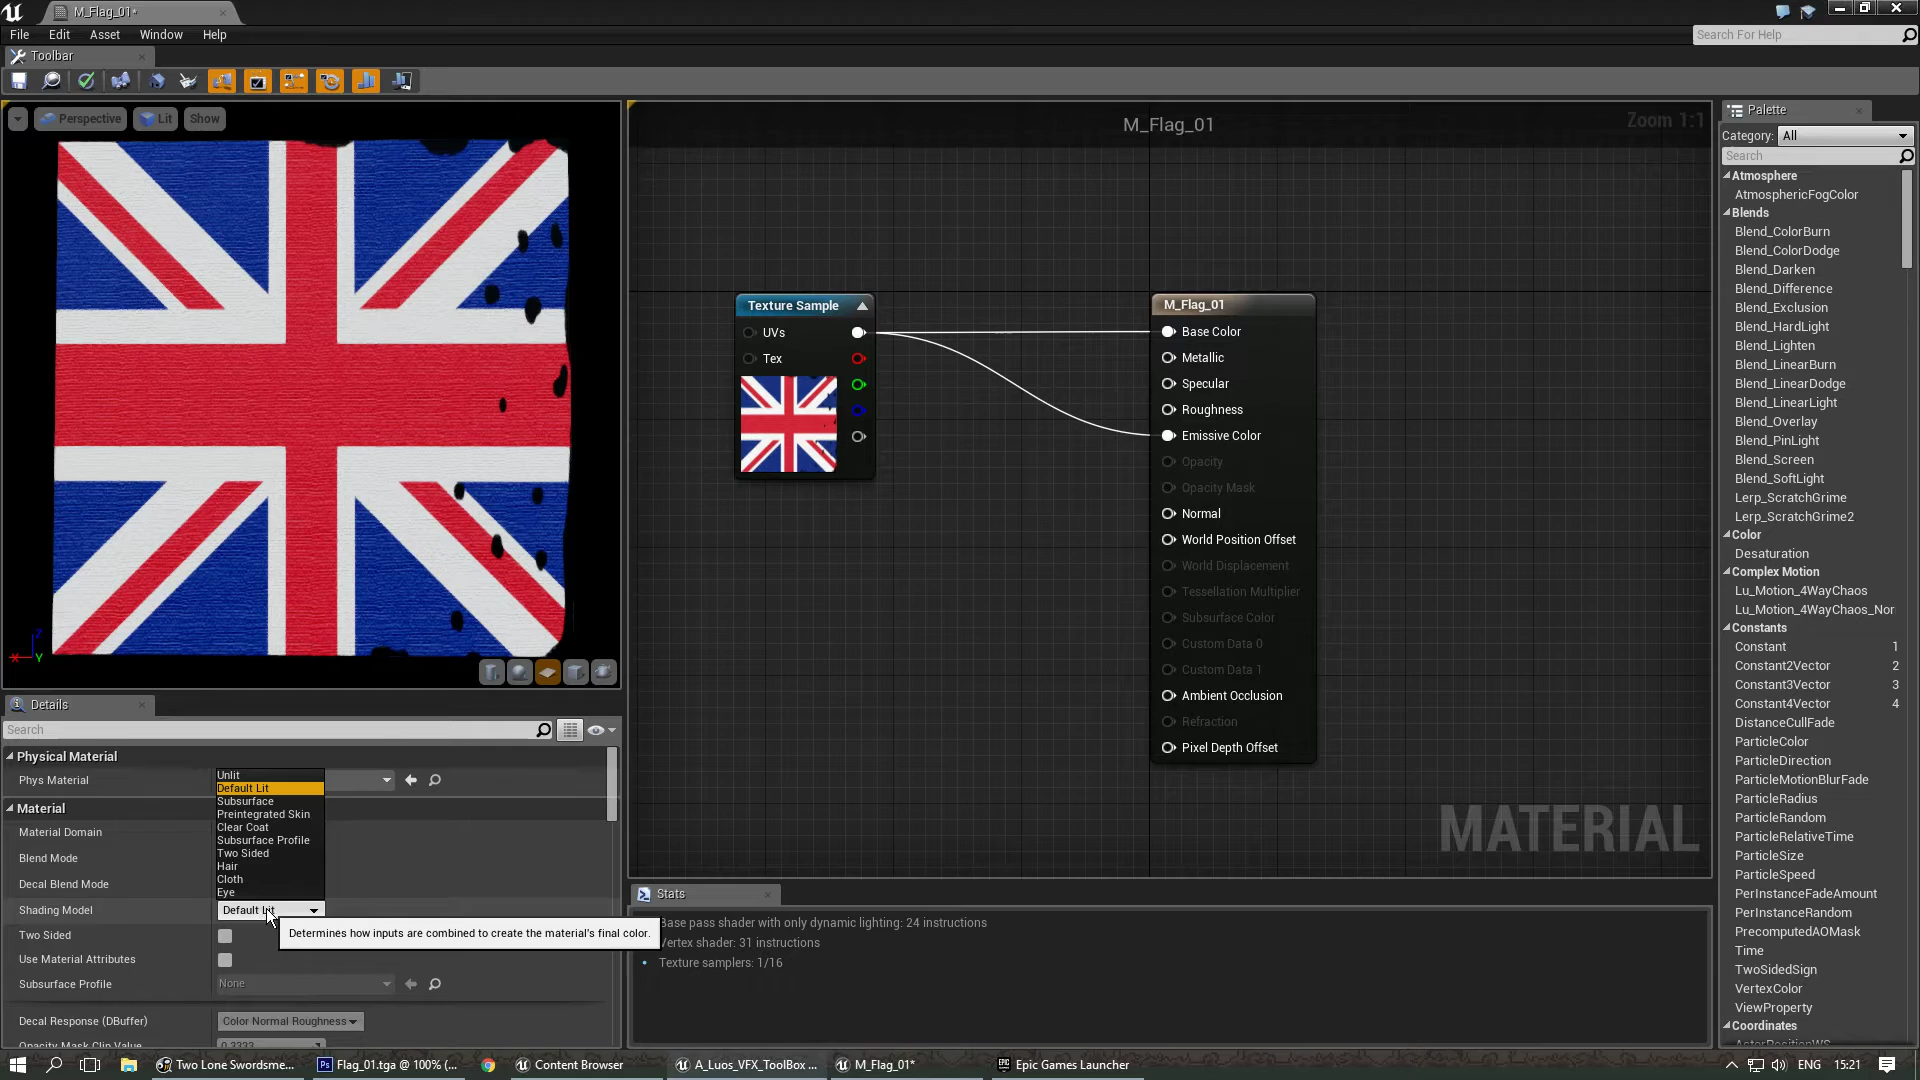 M_Flag_01*
File Edit Asset Window Help
Search For Help
Toolbar
Perspective Lit Show
M_Flag_01
Zoom 1:1
Texture Sample
UVs
Tex
M_Flag_01
Base Color
Metallic
Specular
Roughness
Emissive Color
Opacity
Opacity Mask
Normal
World Position Offset
World Displacement
Tessellation Multiplier
Subsurface Color
Custom Data 0
Custom Data 1
Ambient Occlusion
Refraction
Pixel Depth Offset
MATERIAL
Z
X
Y
Details
Search
Physical Material
Phys Material
Material
Material Domain
Blend Mode
Decal Blend Mode
Shading Model
Default Lit
Unlit
Default Lit
Subsurface
Preintegrated Skin
Clear Coat
Subsurface Profile
Two Sided
Hair
Cloth
Eye
Determines how inputs are combined to create the material's final color.
Two Sided
Use Material Attributes
Subsurface Profile None
Decal Response (DBuffer) Color Normal Roughness
Opacity Mask Clip Value 0.3333
Stats
Base pass shader with only dynamic lighting: 24 instructions
Vertex shader: 31 instructions
Texture samplers: 1/16
Palette
Category: All
Search
Atmosphere
AtmosphericFogColor
Blends
Blend_ColorBurn
Blend_ColorDodge
Blend_Darken
Blend_Difference
Blend_Exclusion
Blend_HardLight
Blend_Lighten
Blend_LinearBurn
Blend_LinearDodge
Blend_LinearLight
Blend_Overlay
Blend_PinLight
Blend_Screen
Blend_SoftLight
Lerp_ScratchGrime
Lerp_ScratchGrime2
Color
Desaturation
Complex Motion
Lu_Motion_4WayChaos
Lu_Motion_4WayChaos_Nor
Constants
Constant 1
Constant2Vector 2
Constant3Vector 3
Constant4Vector 4
DistanceCullFade
ParticleColor
ParticleDirection
ParticleMotionBlurFade
ParticleRadius
ParticleRandom
ParticleRelativeTime
ParticleSize
ParticleSpeed
PerInstanceFadeAmount
PerInstanceRandom
PrecomputedAOMask
Time
TwoSidedSign
VertexColor
ViewProperty
Coordinates
ActorPositionWS
Two Lone Swordsme... Flag_01.tga @ 100% (... Content Browser A_Luos_VFX_ToolBox ... M_Flag_01* Epic Games Launcher ENG 15:21